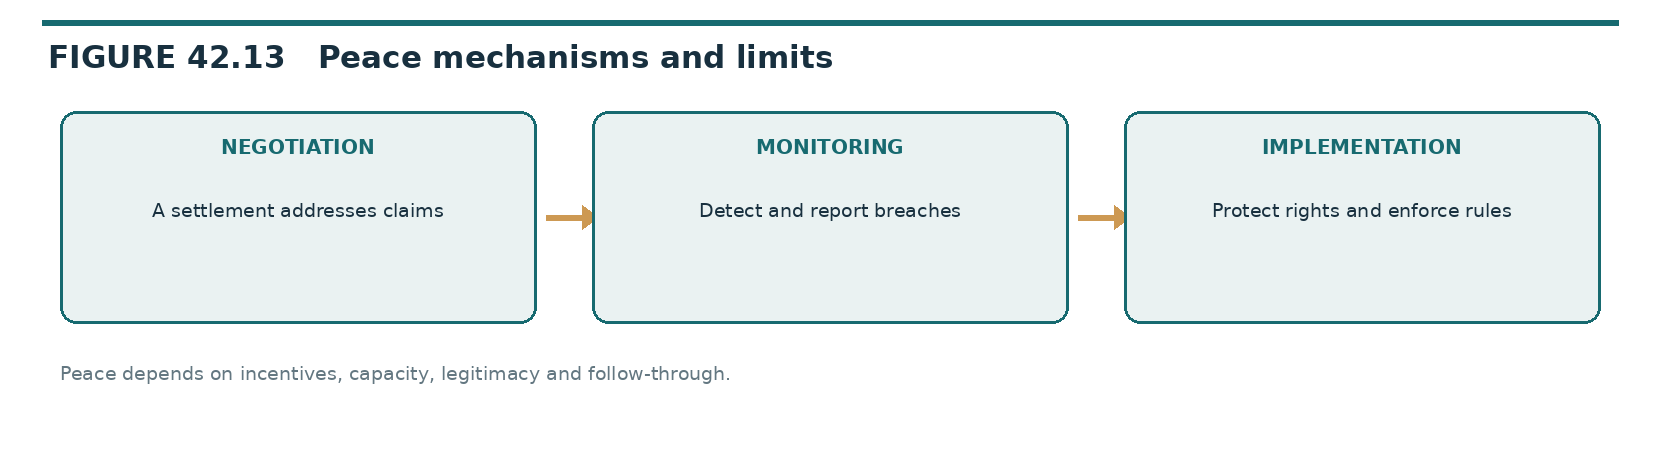 FIGURE 42.13 Peace mechanisms and limits
NEGOTIATION
A settlement addresses claims
MONITORING
Detect and report breaches
IMPLEMENTATION
Protect rights and enforce rules
Peace depends on incentives, capacity, legitimacy and follow-through.